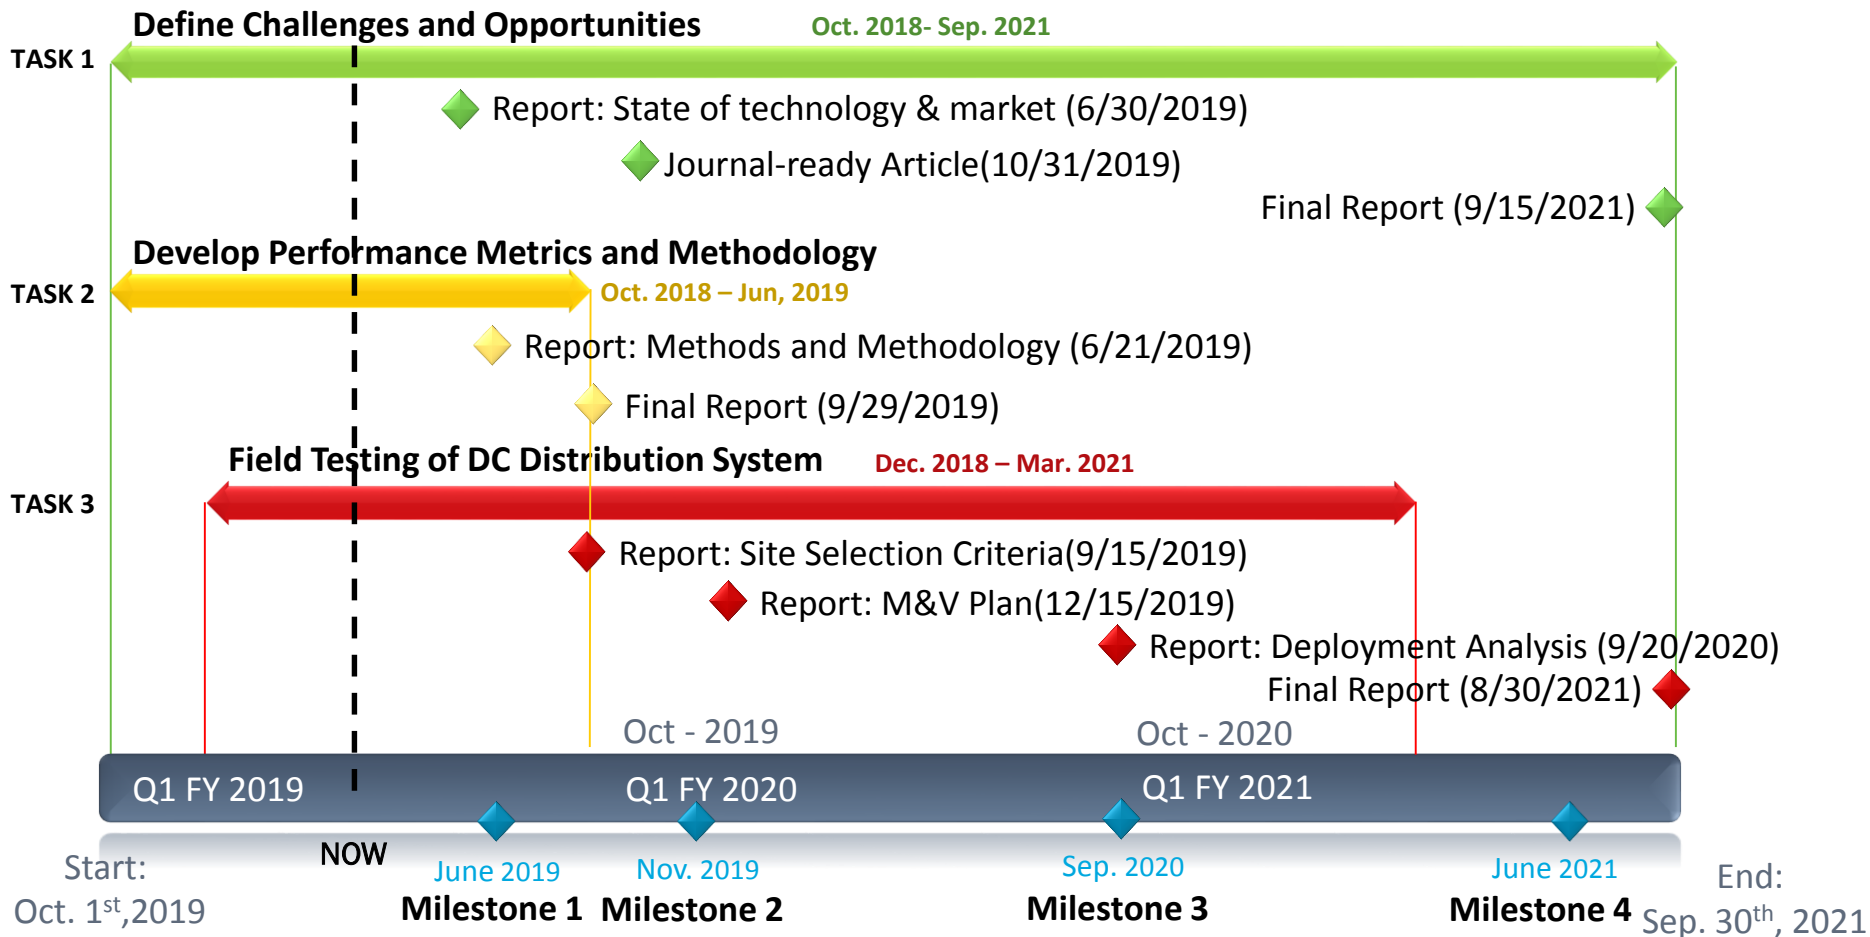 Define Challenges and Opportunities
Oct. 2018- Sep. 2021
TASK 1
Report: State of technology & market (6/30/2019)
Journal-ready Article(10/31/2019)
Final Report (9/15/2021)
Develop Performance Metrics and Methodology
TASK 2
Oct. 2018 – Jun, 2019
Report: Methods and Methodology (6/21/2019)
Final Report (9/29/2019)
Field Testing of DC Distribution System
Dec. 2018 – Mar. 2021
TASK 3
Report: Site Selection Criteria(9/15/2019)
Report: M&V Plan(12/15/2019)
Report: Deployment Analysis (9/20/2020)
Final Report (8/30/2021)
Oct - 2019
Oct - 2020
Q1 FY 2019
Q1 FY 2020
Q1 FY 2021
NOW
Start:
Oct. 1st,2019
June 2019
Milestone 1
Nov. 2019
Milestone 2
Sep. 2020
Milestone 3
June 2021
Milestone 4
End:
Sep. 30th, 2021